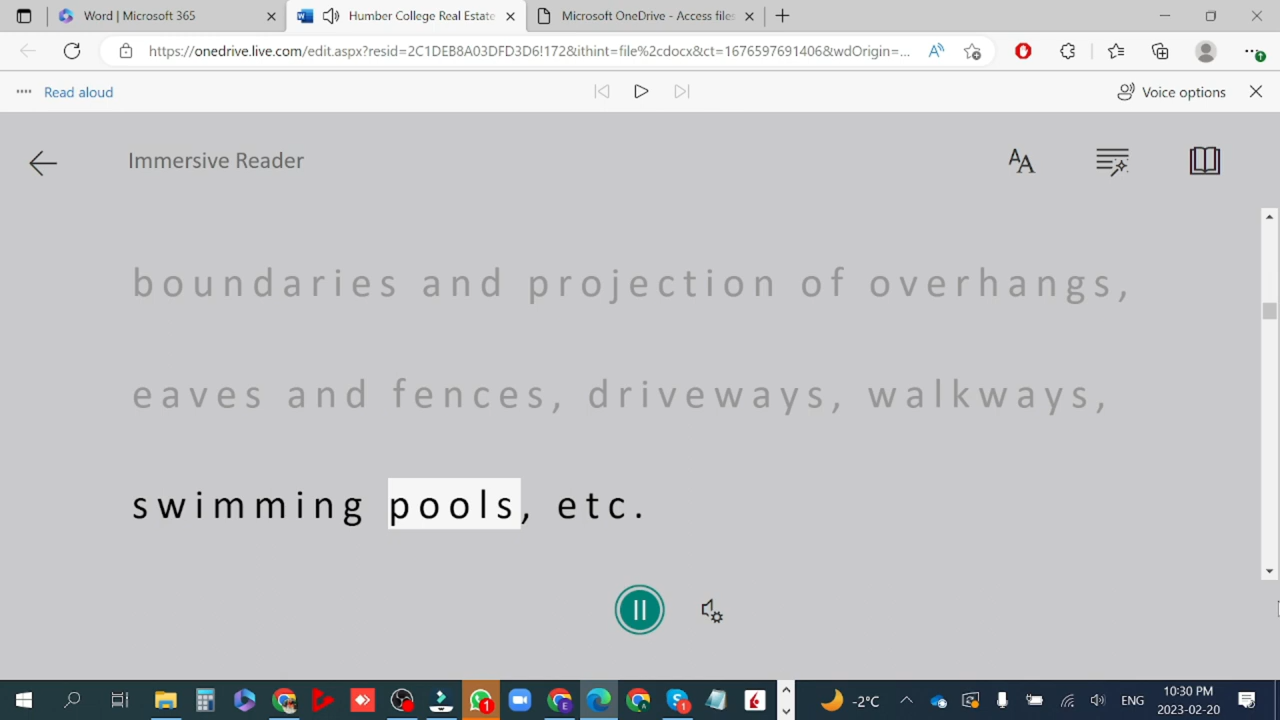 Word | Microsoft 365
Humber College Real Estate
Microsoft OneDrive - Access files
https://onedrive.live.com/edit.aspx?resid=2C1DEB8A03DFD3D6!172&ithint=file%2cdocx&ct=1676597691406&wdOrigin=...
Read aloud
Voice options
Immersive Reader
boundaries and projection of overhangs,
eaves and fences, driveways, walkways,
swimming pools, etc.
-2°C
ENG
10:30 PM
2023-02-20